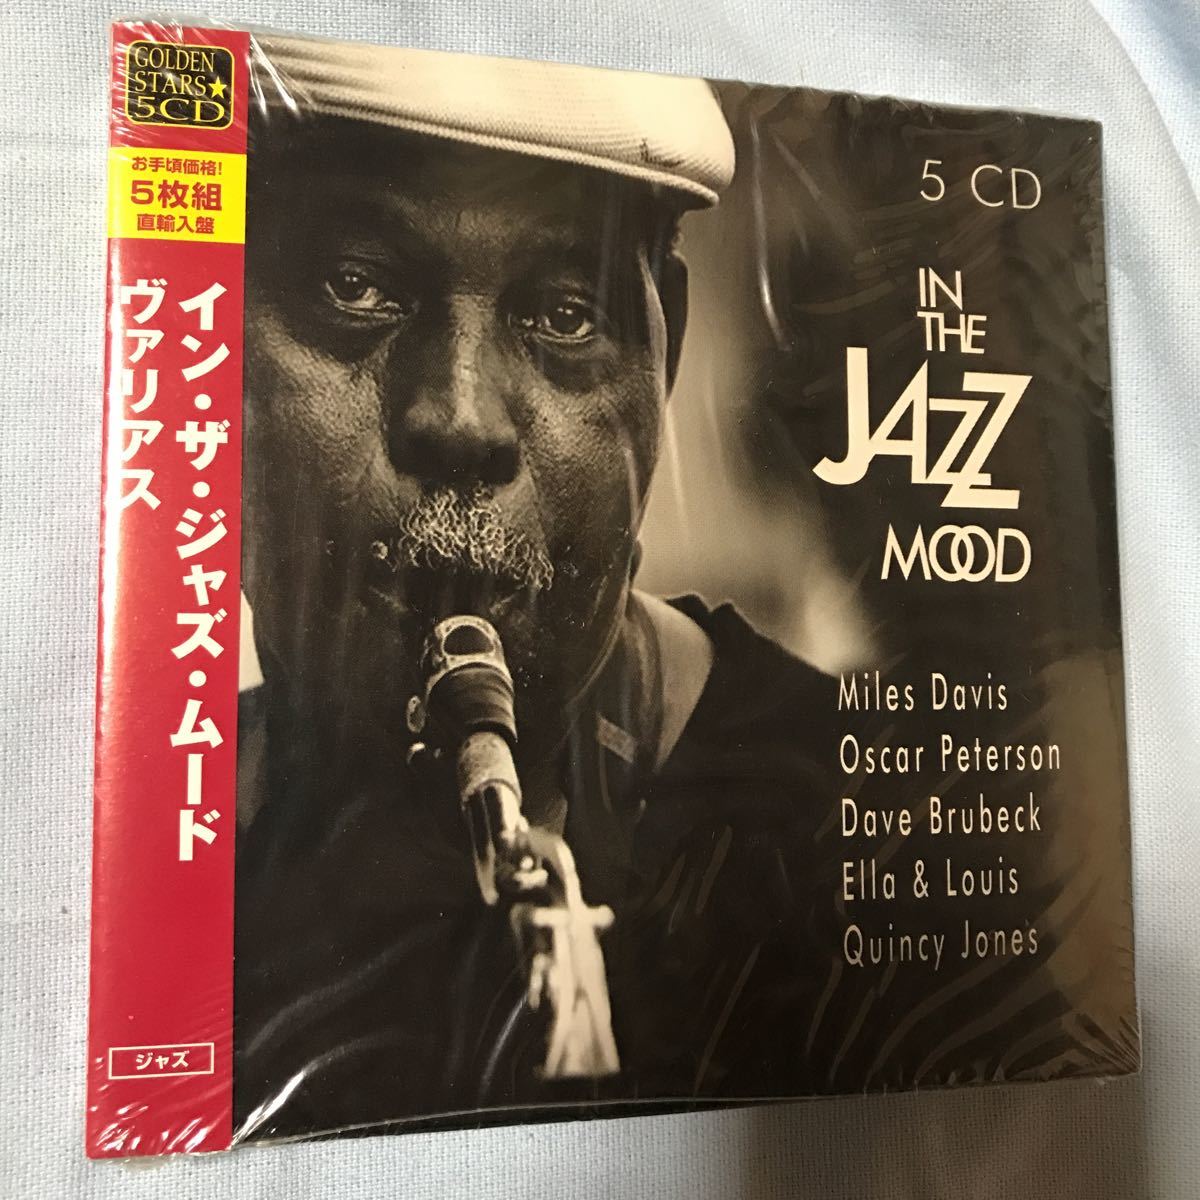 GOLDEN
STARS★
5CD
お手頃価格!
5枚組
直輸入盤
イン・ザ・ジャズ・ムード
ヴァリアス
ジャズ
5 CD
IN
THE
JAZZ
MOOD
Miles Davis
Oscar Peterson
Dave Brubeck
Ella & Louis
Quincy Jones